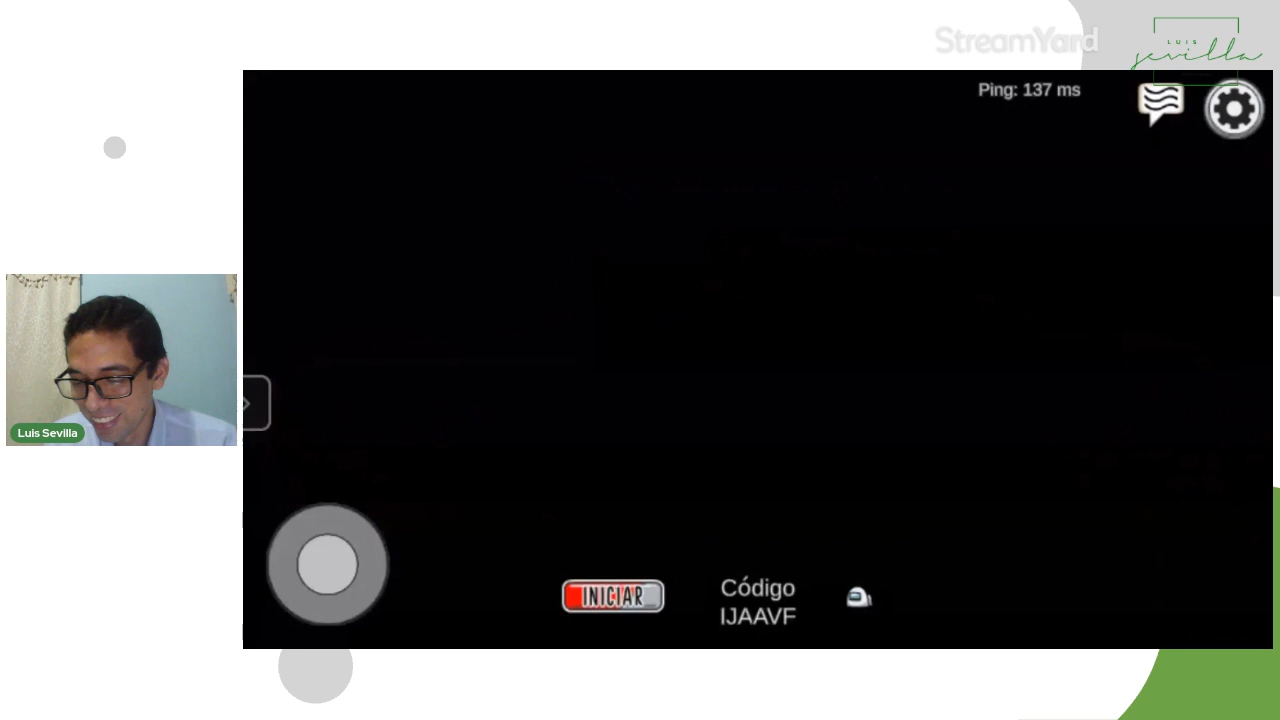 StreamYard
LUIS
sevilla
Ping: 137 ms
Luis Sevilla
INICIAR
Código
IJAAVF